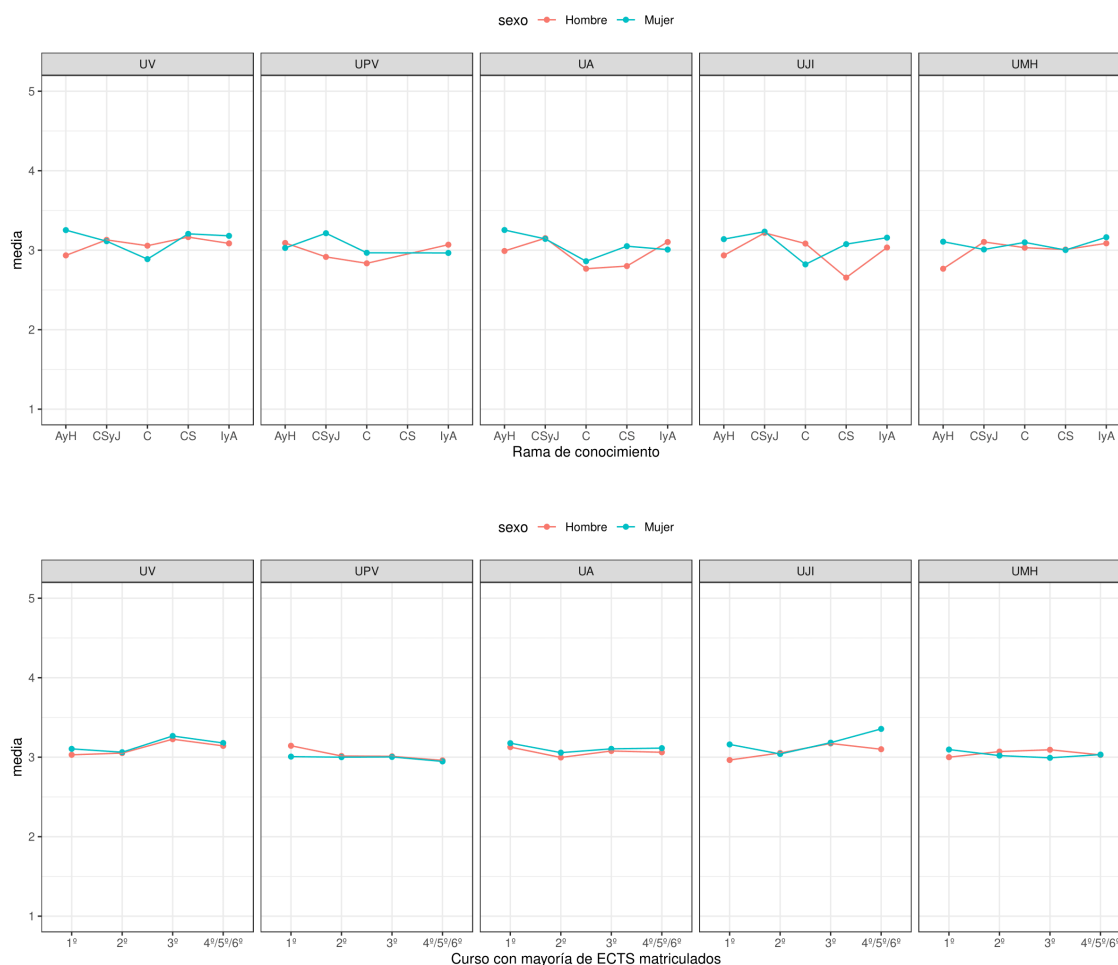 sexo Hombre Mujer
UV UPV UA UJI UMH
5
4
3
2
1
media
AyH CSyJ C CS IyA AyH CSyJ C CS IyA AyH CSyJ C CS IyA AyH CSyJ C CS IyA AyH CSyJ C CS IyA
Rama de conocimiento
sexo Hombre Mujer
UV UPV UA UJI UMH
5
4
3
2
1
media
1º 2º 3º 4º/5º/6º 1º 2º 3º 4º/5º/6º 1º 2º 3º 4º/5º/6º 1º 2º 3º 4º/5º/6º 1º 2º 3º 4º/5º/6º
Curso con mayoría de ECTS matriculados